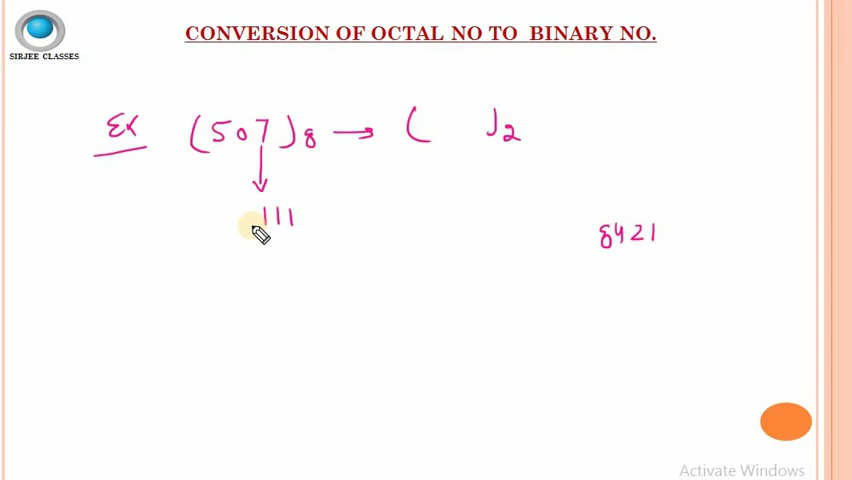 CONVERSION OF OCTAL NO TO BINARY NO.
SIRJEE CLASSES
Ex (507)8 → ( )2
111
8421
Activate Windows